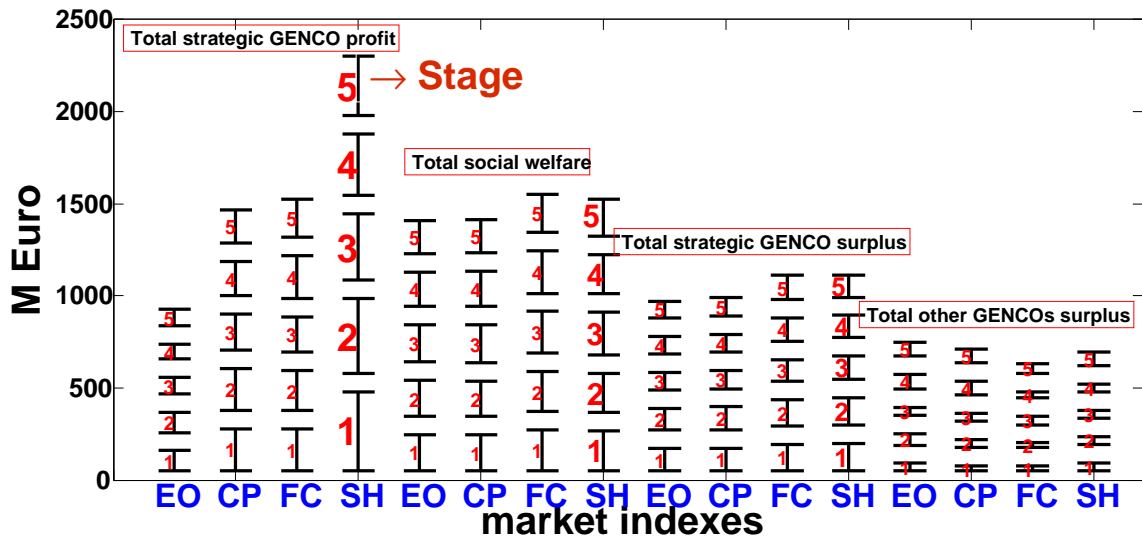 2500
Total strategic GENCO profit
5 → Stage
2000
4
Total social welfare
1500
5 5 5 5 5
Total strategic GENCO surplus
4 4 3 4 4 4 4
M Euro
1000
5 5 5 5
Total other GENCOs surplus
5 3 3 2 3 3 3 3 4 4 4 4 5 5 5 5
500
4 3 2 2 2 2 2 2 2 3 3 3 3 4 4 4 4
2 1 1 1 1 1 1 1 2 2 2 2 3 3 3 3
1 1 1 1 1 2 2 2 2 1 1 1 1
0
EO CP FC SH EO CP FC SH EO CP FC SH EO CP FC SH
market indexes